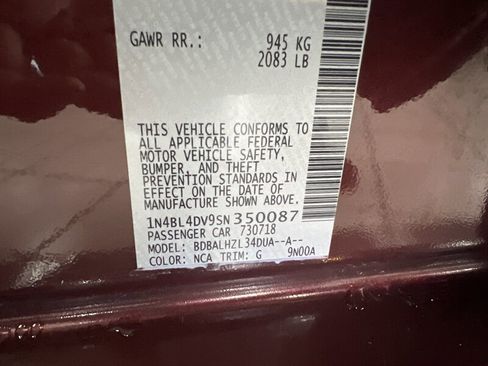 GAWR RR.: 945 KG
2083 LB
THIS VEHICLE CONFORMS TO
ALL APPLICABLE FEDERAL
MOTOR VEHICLE SAFETY,
BUMPER, AND THEFT
PREVENTION STANDARDS IN
EFFECT ON THE DATE OF
MANUFACTURE SHOWN ABOVE.
1N4BL4DV9SN350087
PASSENGER CAR 730718
MODEL: BDBALHZL34DUA--A--
COLOR: NCA TRIM: G 9N00A